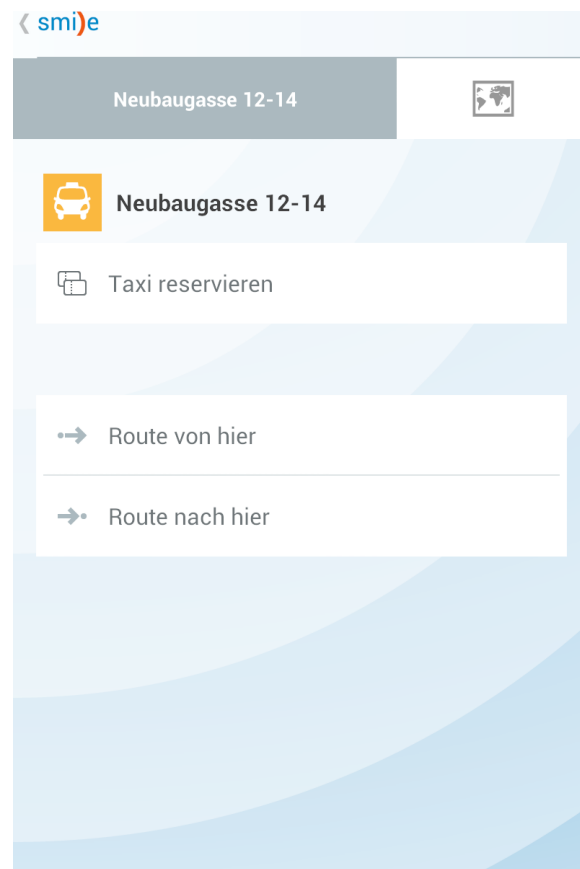 smile
Neubaugasse 12-14
Neubaugasse 12-14
Taxi reservieren
Route von hier
Route nach hier